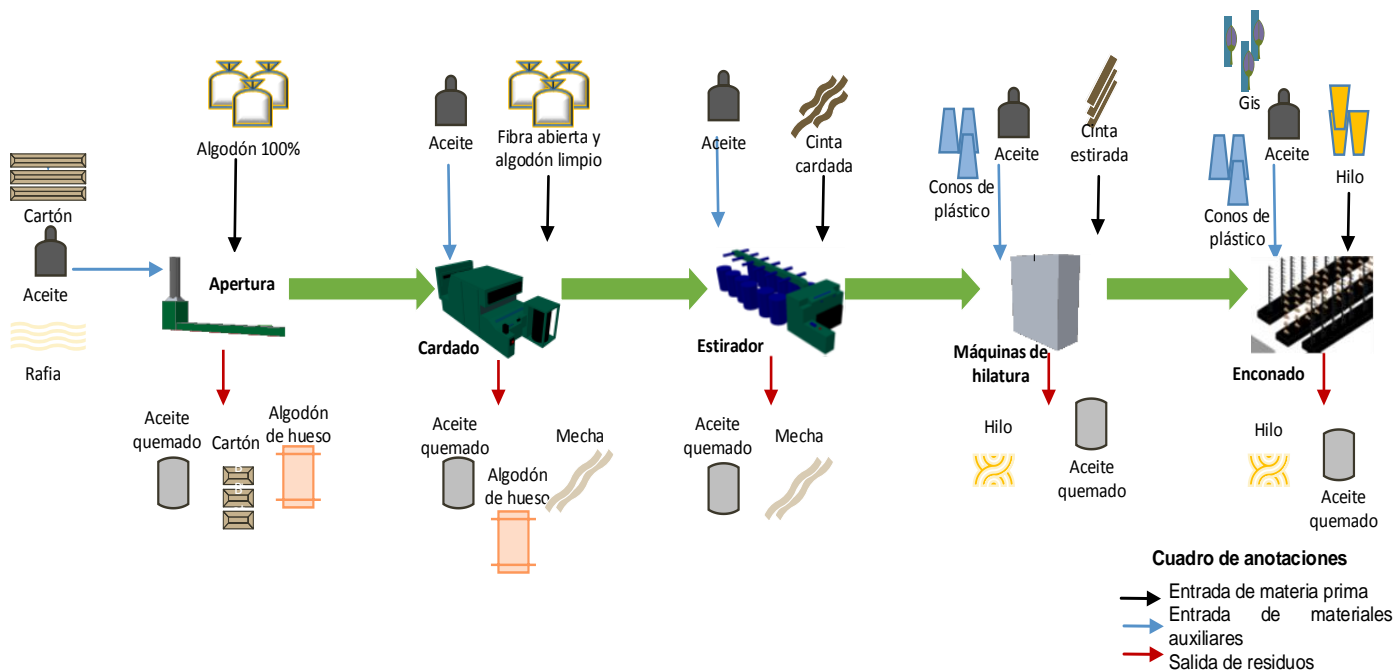 Algodón 100%
Cartón
Aceite
Rafia
Apertura
Aceite
quemado
Cartón
Algodón
de hueso
Aceite
Fibra abierta y
algodón limpio
Cardado
Aceite
quemado
Algodón
de hueso
Mecha
Aceite
Cinta
cardada
Estirador
Aceite
quemado
Mecha
Conos de
plástico
Aceite
Cinta
estirada
Máquinas de
hilatura
Hilo
Aceite
quemado
Gis
Conos de
plástico
Aceite
Hilo
Enconado
Hilo
Aceite
quemado
Cuadro de anotaciones
Entrada de materia prima
Entrada de materiales
auxiliares
Salida de residuos